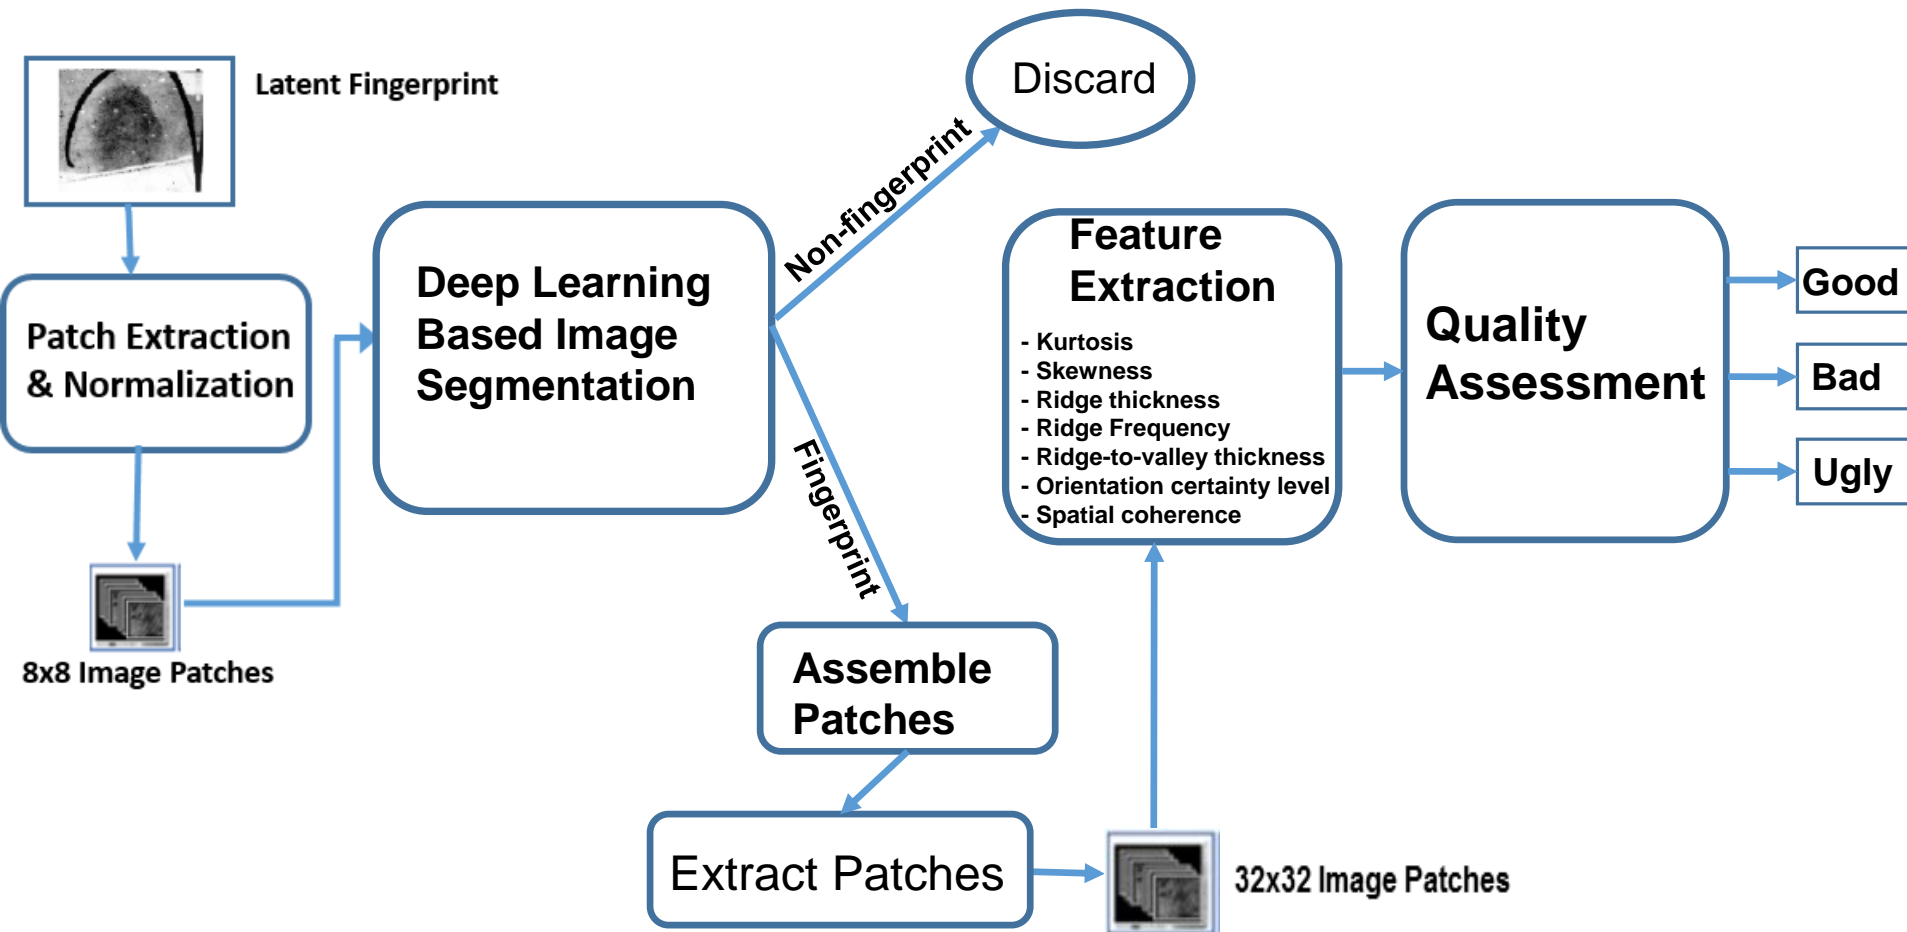 Latent Fingerprint
Patch Extraction
& Normalization
8x8 Image Patches
Deep Learning
Based Image
Segmentation
Non-fingerprint
Discard
Fingerprint
Assemble
Patches
Extract Patches
32x32 Image Patches
Feature
Extraction
- Kurtosis
- Skewness
- Ridge thickness
- Ridge Frequency
- Ridge-to-valley thickness
- Orientation certainty level
- Spatial coherence
Quality
Assessment
Good
Bad
Ugly